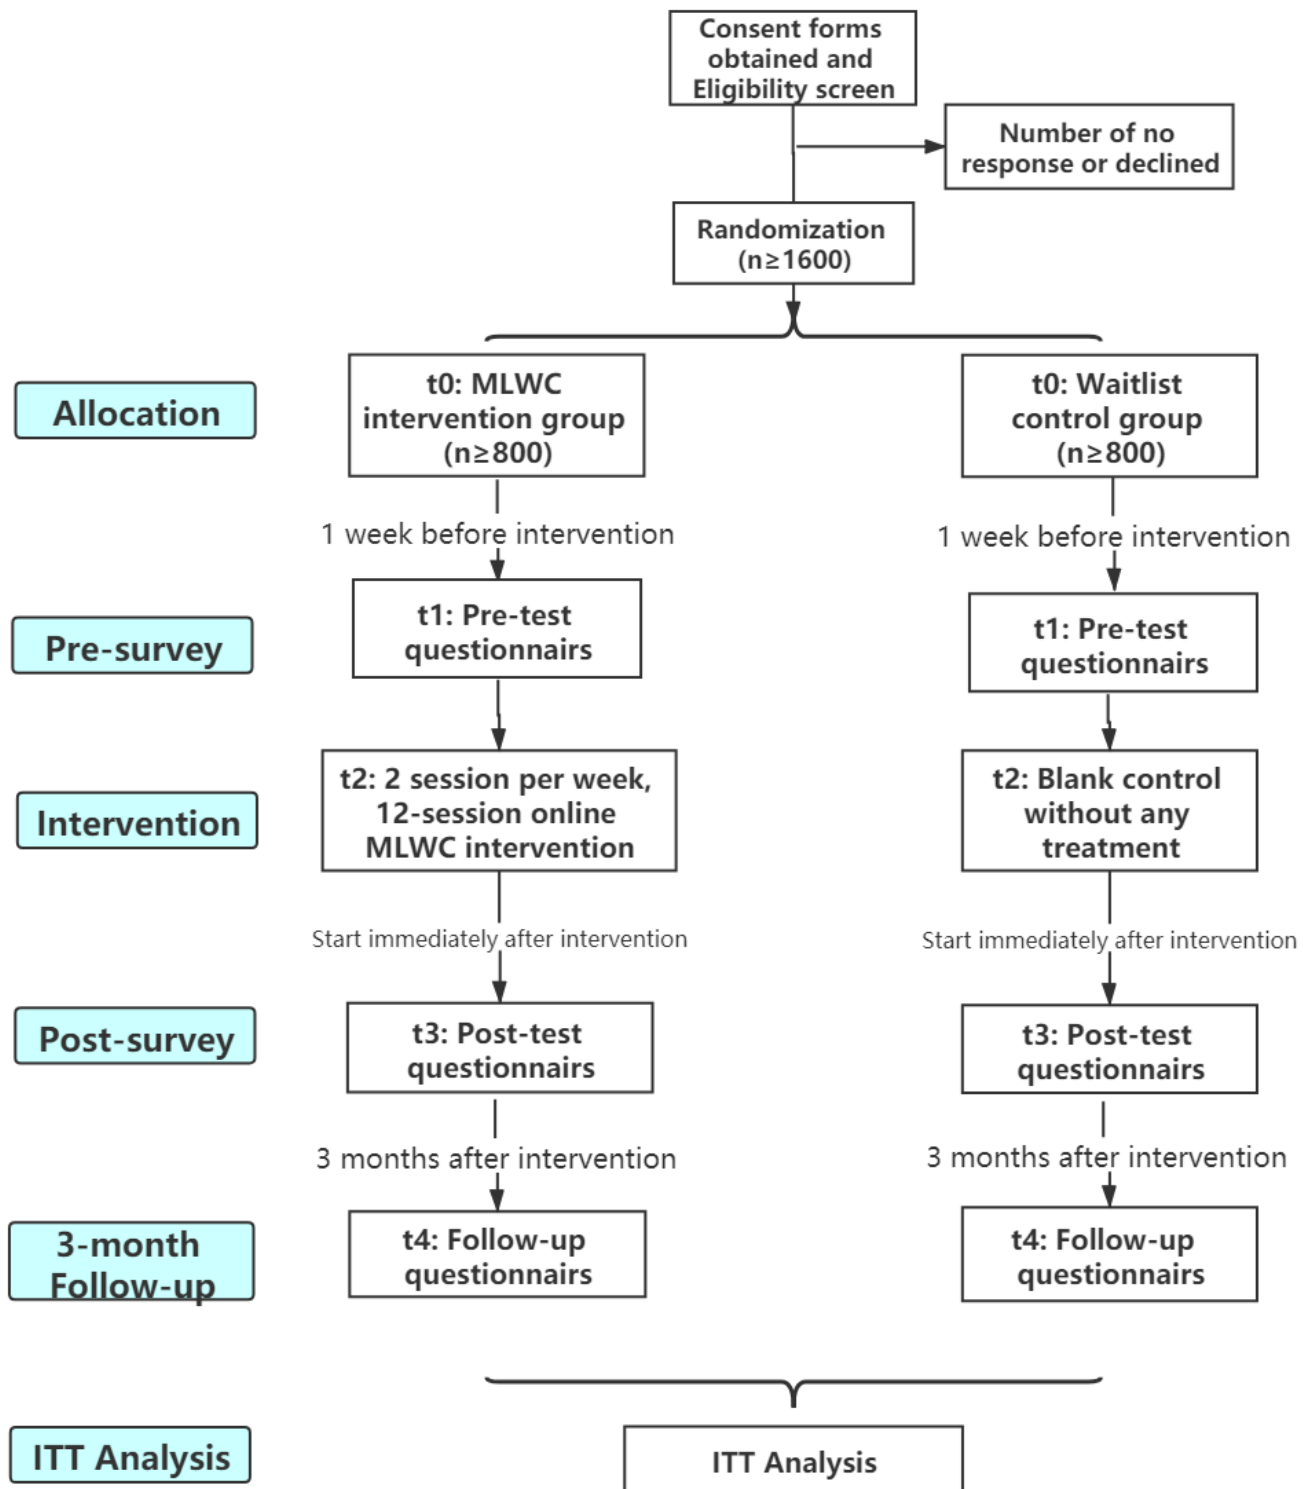 Consent forms
obtained and
Eligibility screen
Number of no
response or declined
Randomization
(n≥1600)
Allocation
t0: MLWC
intervention group
(n≥800)
t0: Waitlist
control group
(n≥800)
1 week before intervention
1 week before intervention
Pre-survey
t1: Pre-test
questionnairs
t1: Pre-test
questionnairs
Intervention
t2: 2 session per week,
12-session online
MLWC intervention
t2: Blank control
without any
treatment
Start immediately after intervention
Start immediately after intervention
Post-survey
t3: Post-test
questionnairs
t3: Post-test
questionnairs
3 months after intervention
3 months after intervention
3-month
Follow-up
t4: Follow-up
questionnairs
t4: Follow-up
questionnairs
ITT Analysis
ITT Analysis